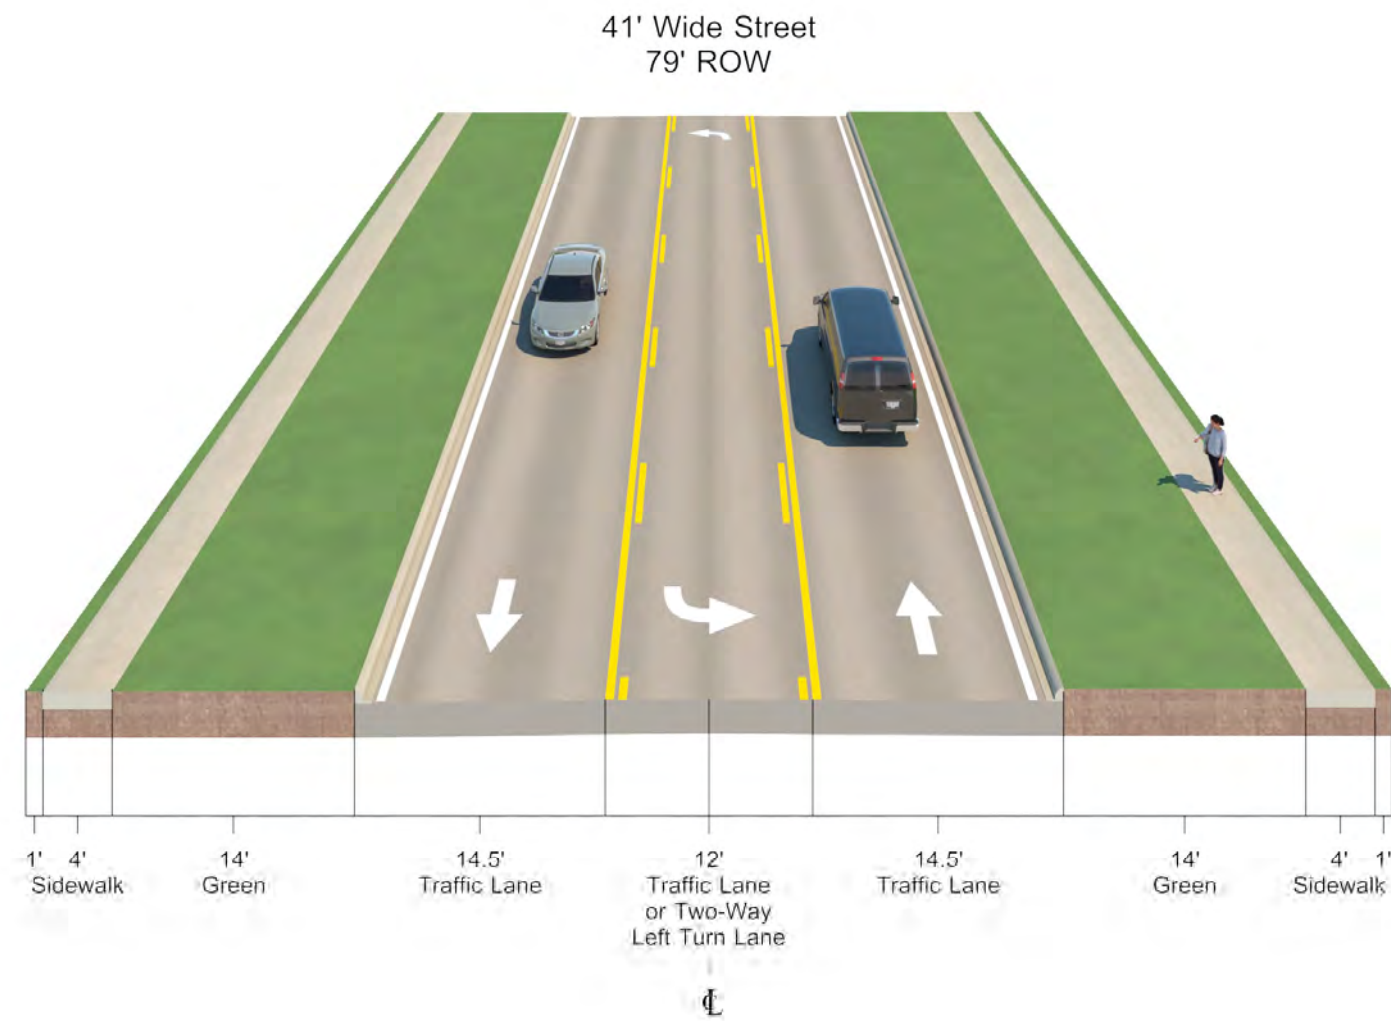 41' Wide Street
79' ROW
1' 4' 14' 14.5' 12' 14.5' 14' 4' 1'
Sidewalk Green Traffic Lane Traffic Lane Traffic Lane Green Sidewalk
or Two-Way
Left Turn Lane
℄